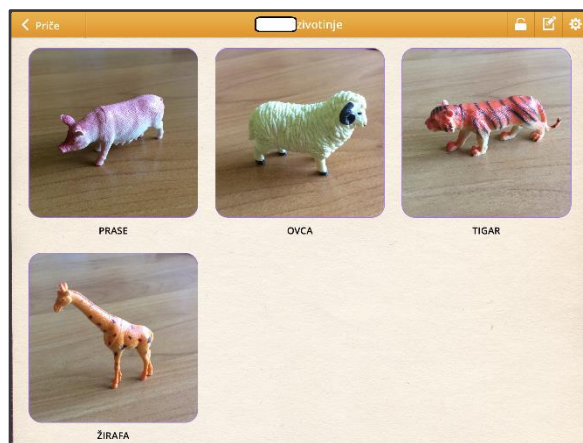 Priče
zivotinje
PRASE
OVCA
TIGAR
ŽIRAFA